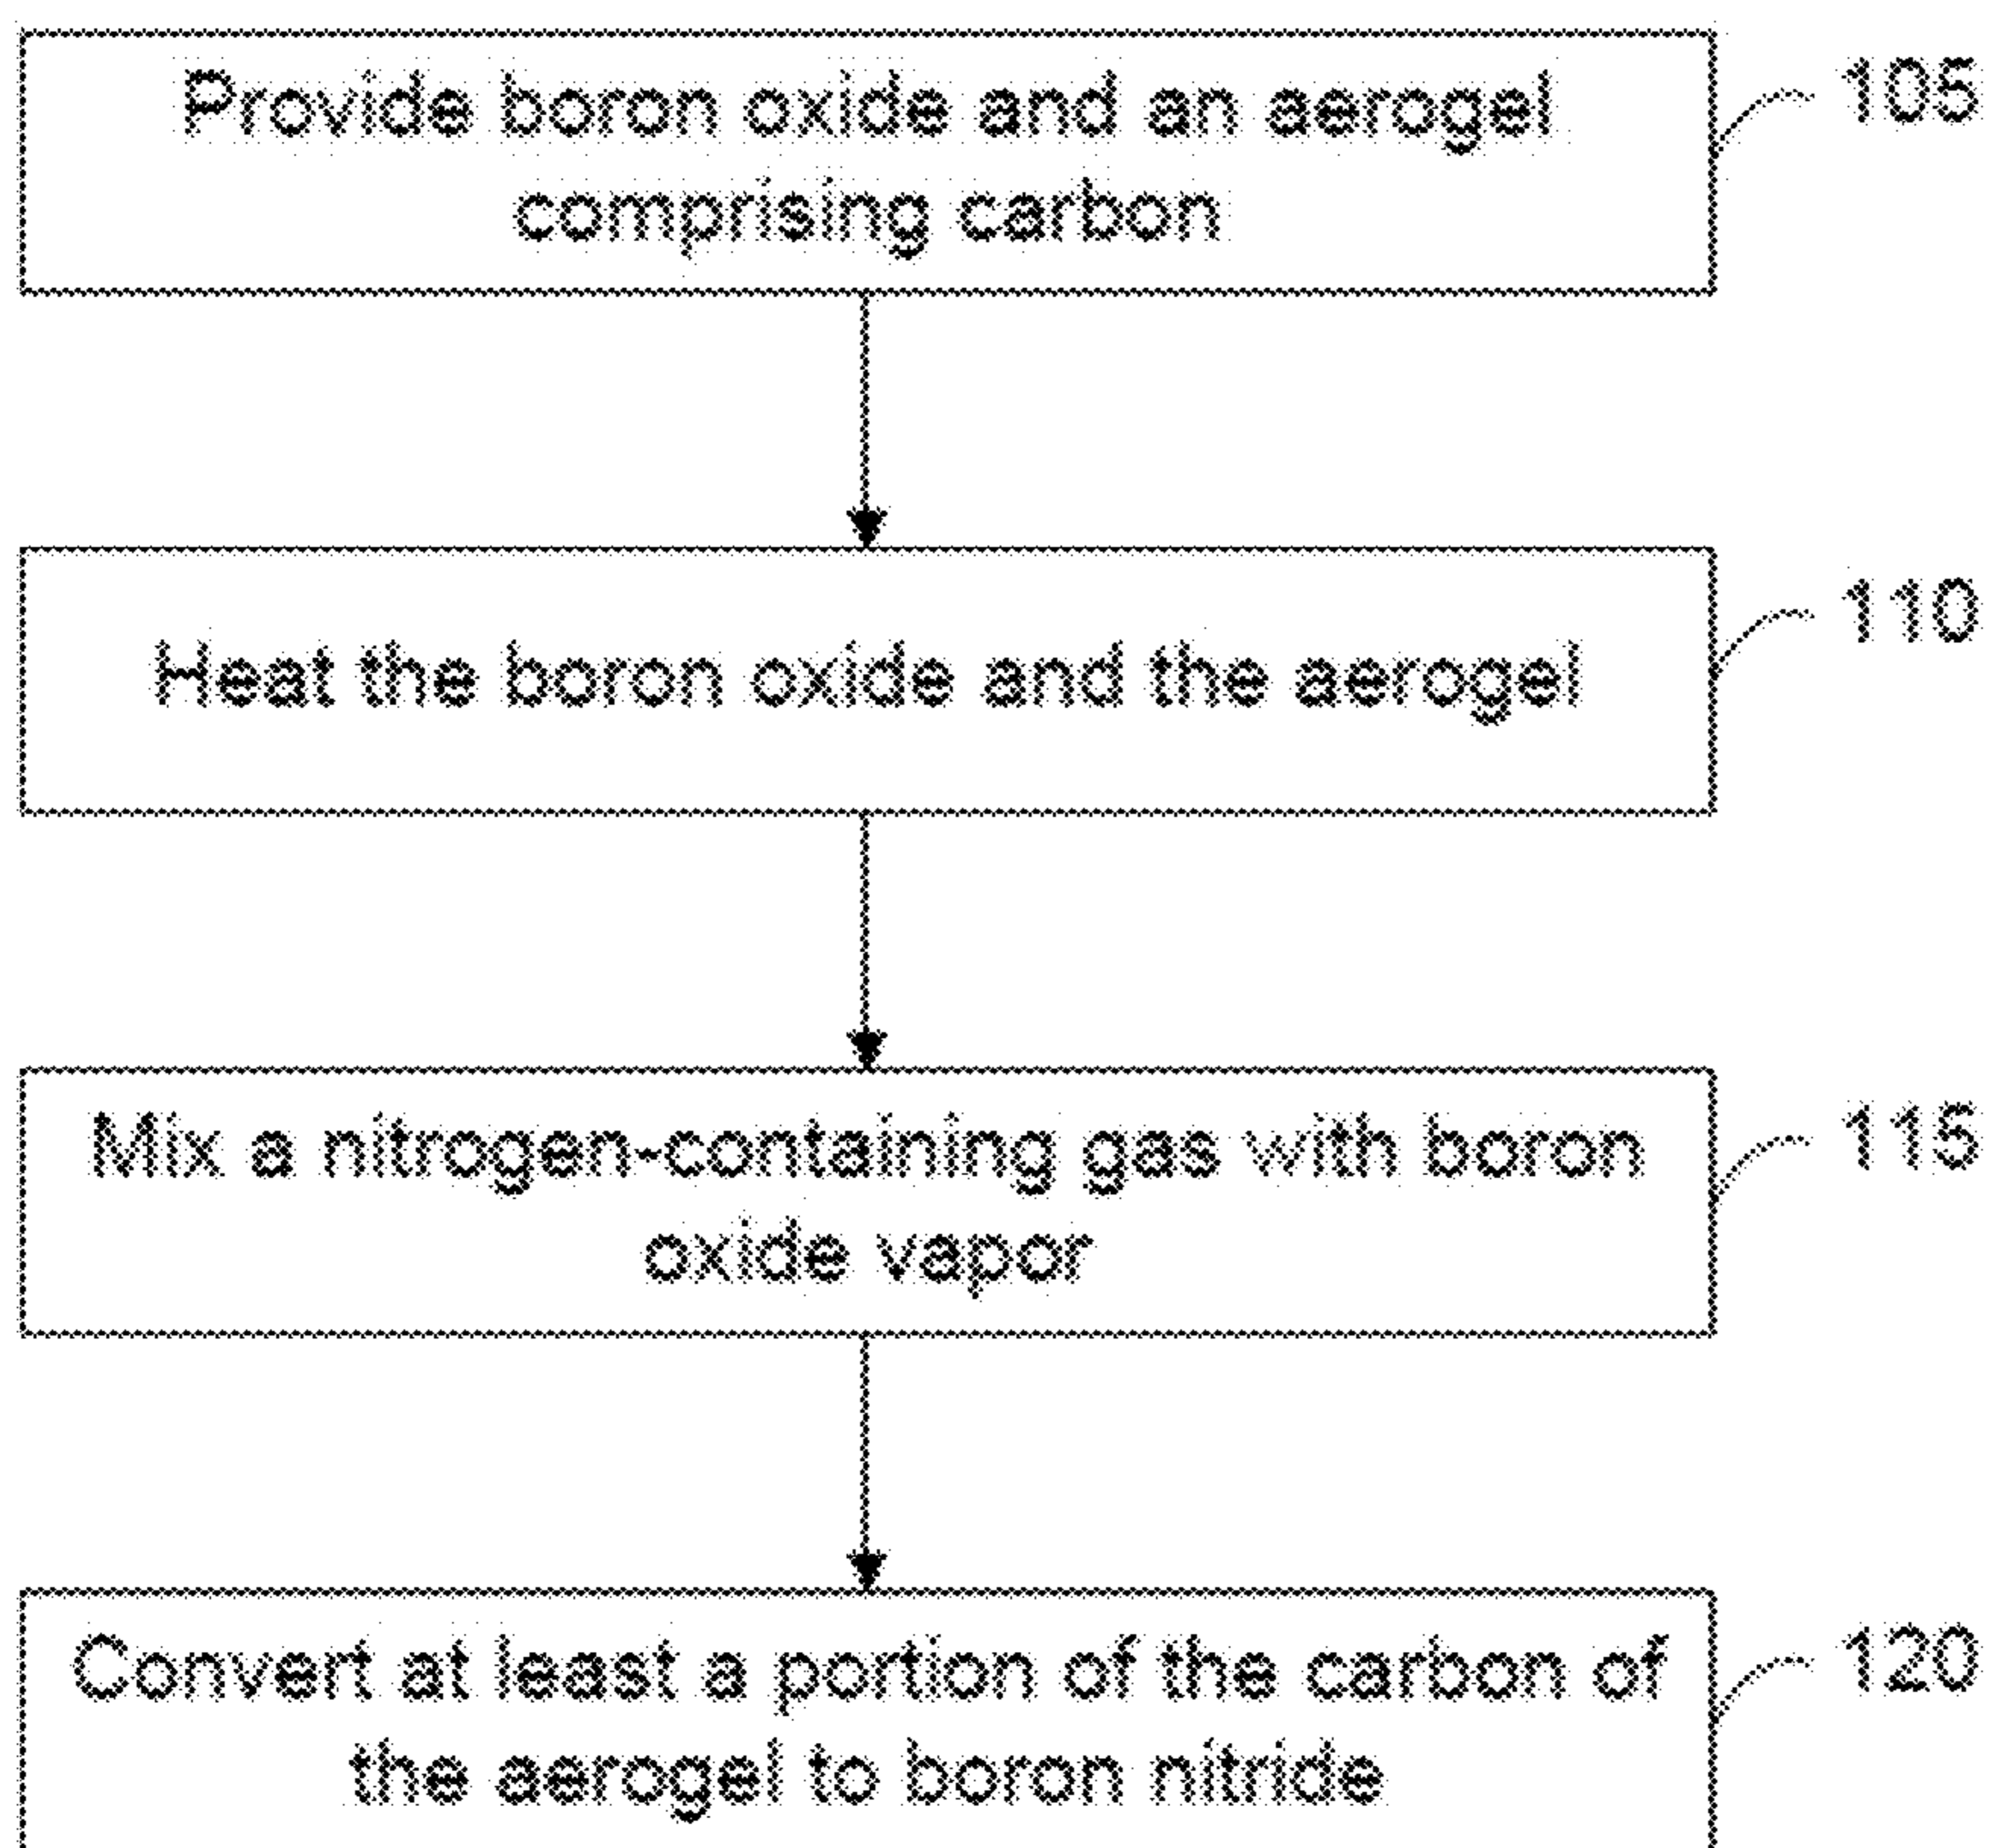 Provide boron oxide and an aerogel
comprising carbon
105
Heat the boron oxide and the aerogel
110
Mix a nitrogen-containing gas with boron
oxide vapor
115
Convert at least a portion of the carbon of
the aerogel to boron nitride
120